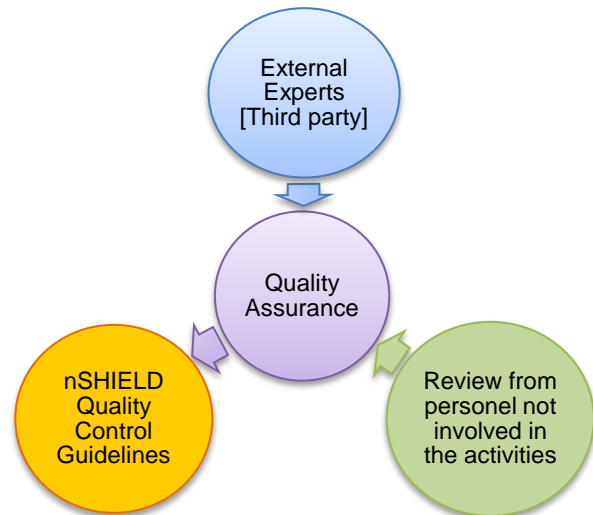 External
Experts
[Third party]
Quality
Assurance
nSHIELD
Quality
Control
Guidelines
Review from
personel not
involved in
the activities